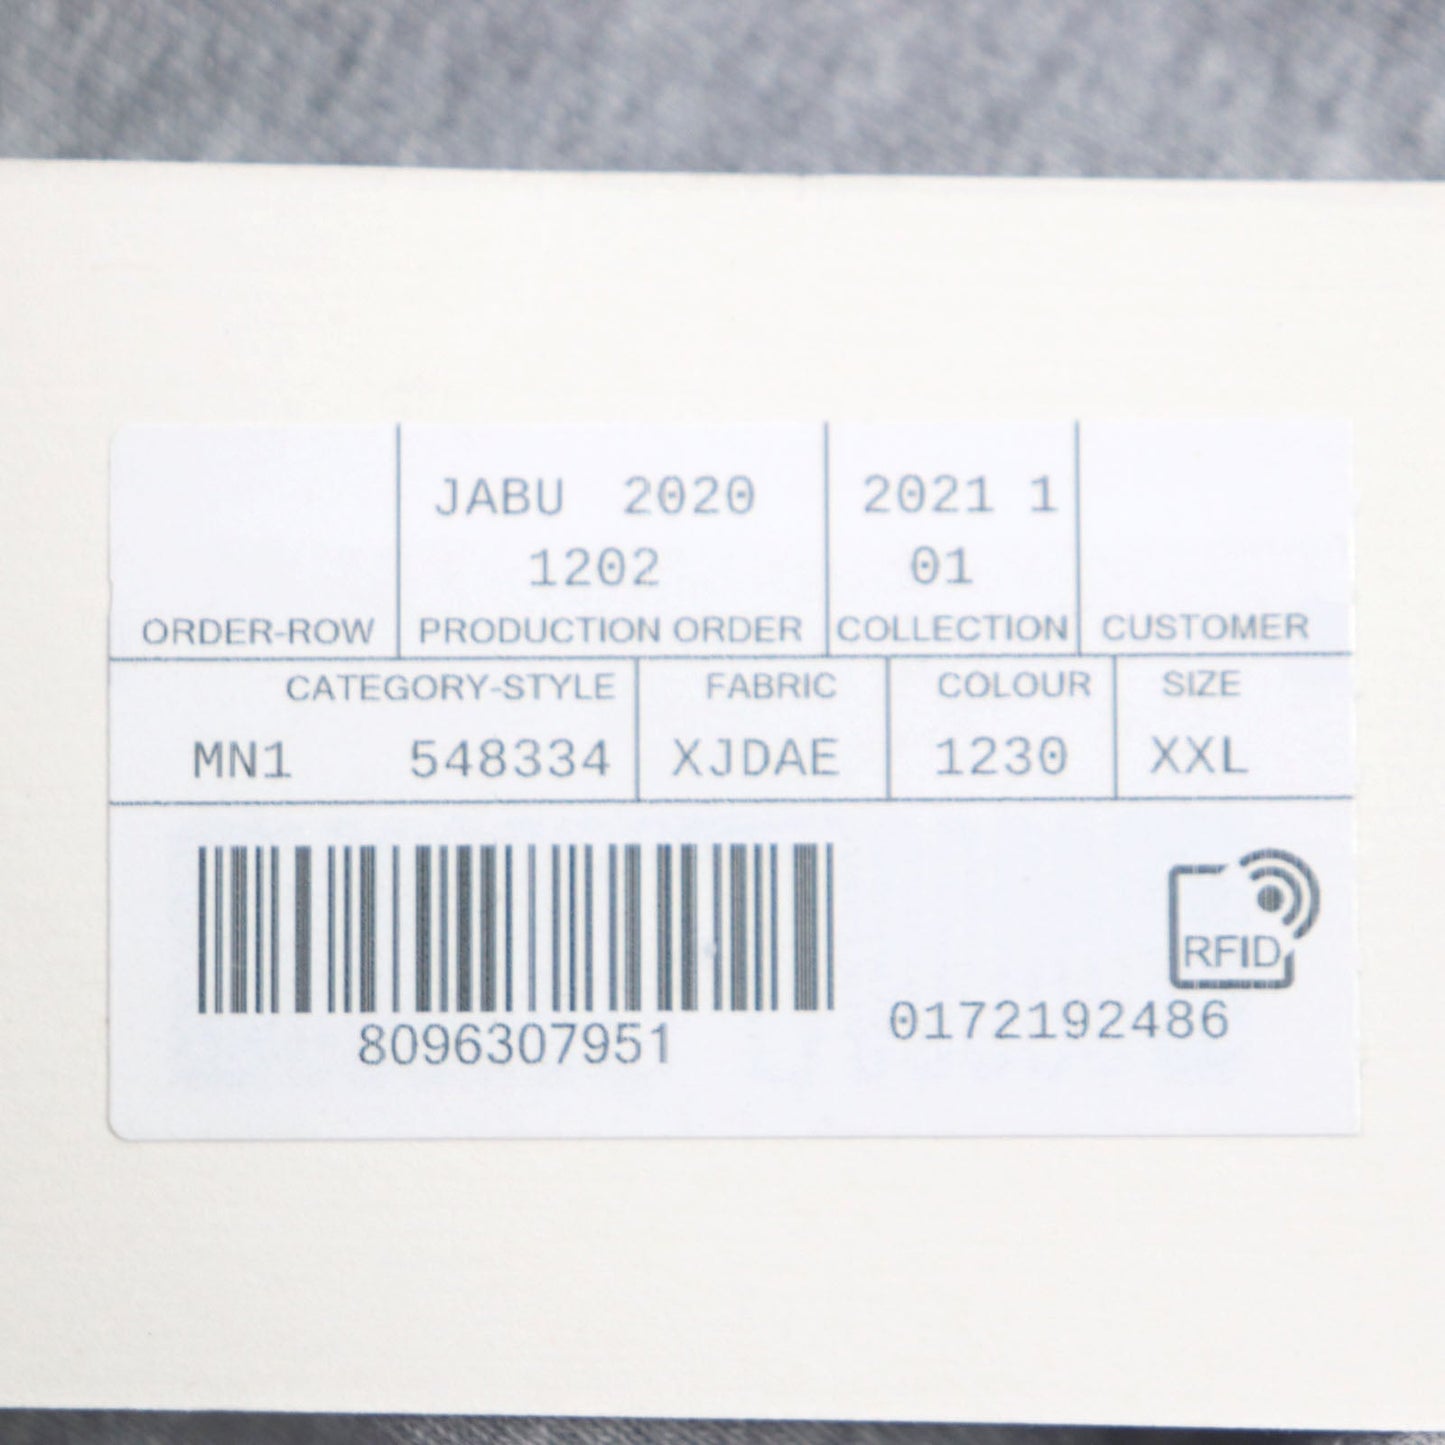 JABU 2020 2021 1
1202 01
ORDER-ROW PRODUCTION ORDER COLLECTION CUSTOMER
CATEGORY-STYLE FABRIC COLOUR SIZE
MN1 548334 XJDAE 1230 XXL
RFID
8096307951 0172192486